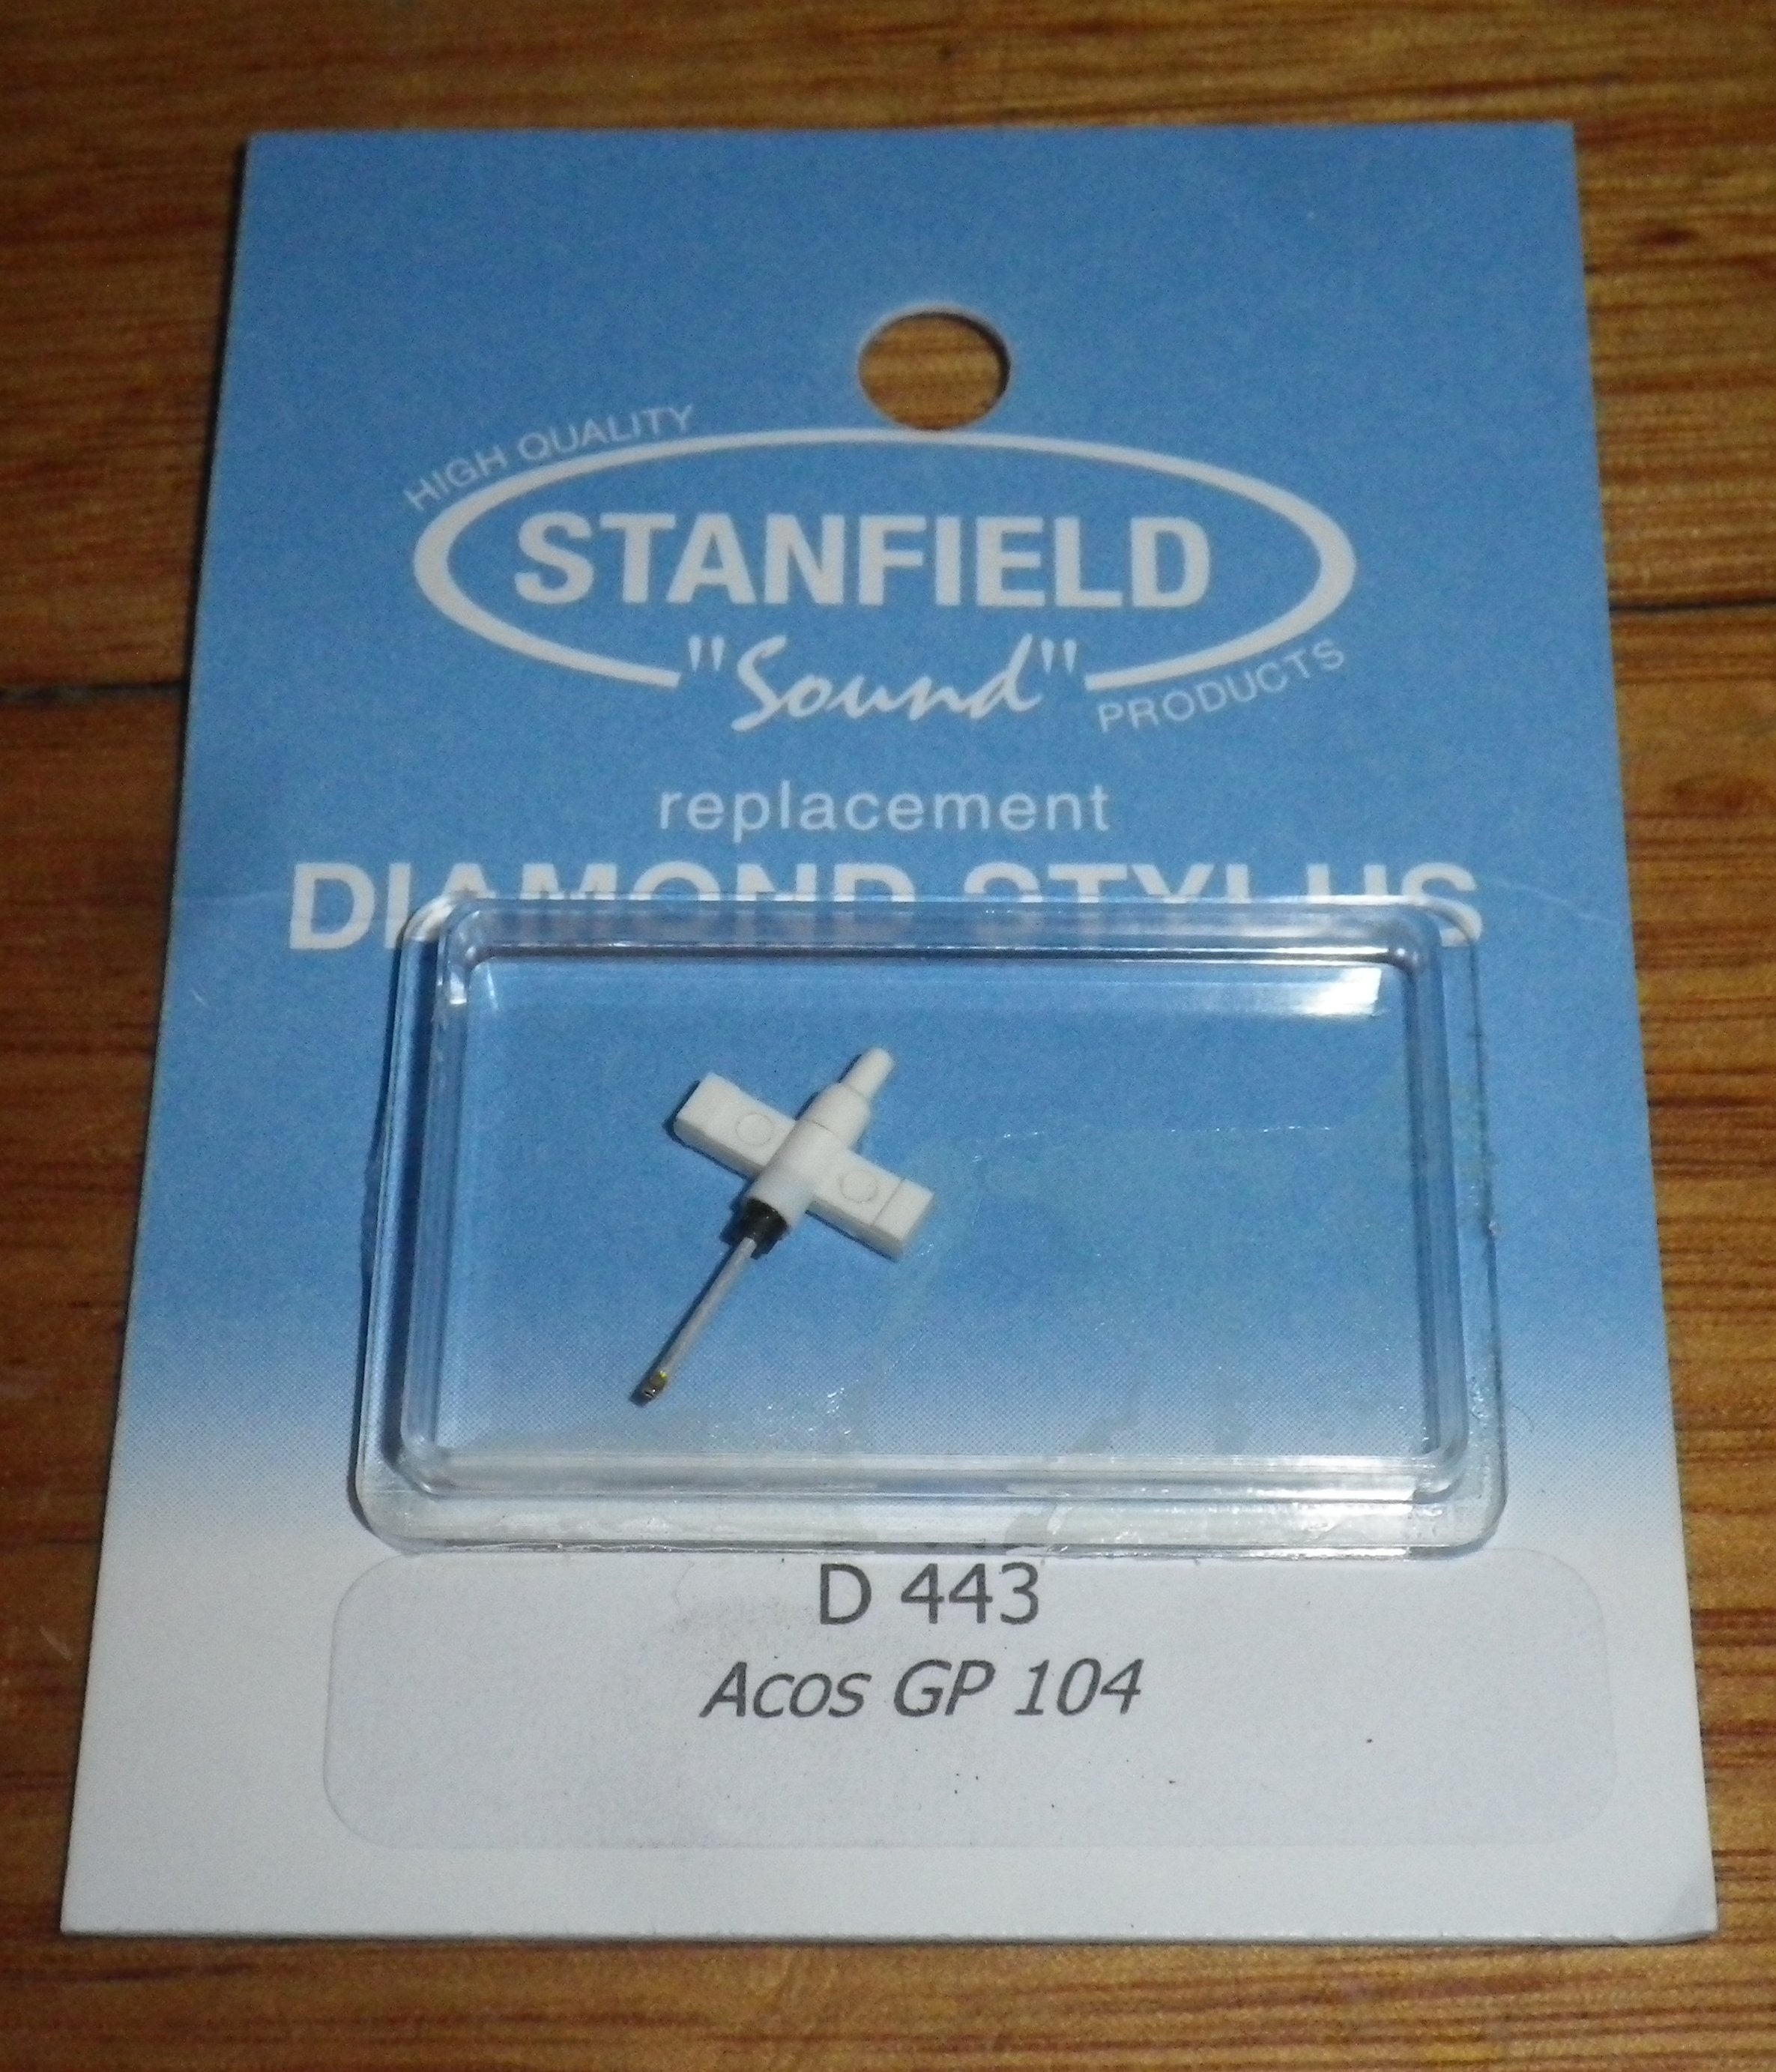 HIGH QUALITY
STANFIELD
"Sound"
PRODUCTS
replacement
DIAMOND STYLUS
D 443
Acos GP 104